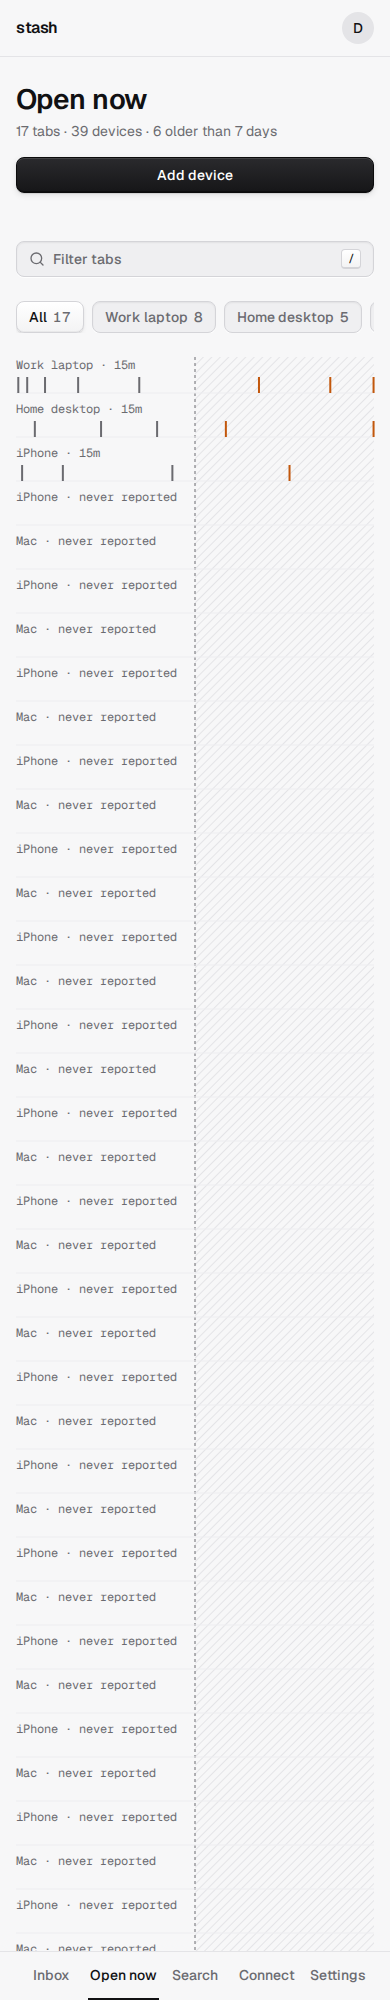 stash
D
Open now
17 tabs · 39 devices · 6 older than 7 days
Add device
Filter tabs /
All 17 Work laptop 8 Home desktop 5
Work laptop · 15m
Home desktop · 15m
iPhone · 15m
iPhone · never reported
Mac · never reported
iPhone · never reported
Mac · never reported
iPhone · never reported
Mac · never reported
iPhone · never reported
Mac · never reported
iPhone · never reported
Mac · never reported
iPhone · never reported
Mac · never reported
iPhone · never reported
Mac · never reported
iPhone · never reported
Mac · never reported
iPhone · never reported
Mac · never reported
iPhone · never reported
Mac · never reported
iPhone · never reported
Mac · never reported
iPhone · never reported
Mac · never reported
iPhone · never reported
Mac · never reported
iPhone · never reported
Mac · never reported
iPhone · never reported
Mac · never reported
iPhone · never reported
Mac · never reported
iPhone · never reported
Mac · never reported
Inbox Open now Search Connect Settings